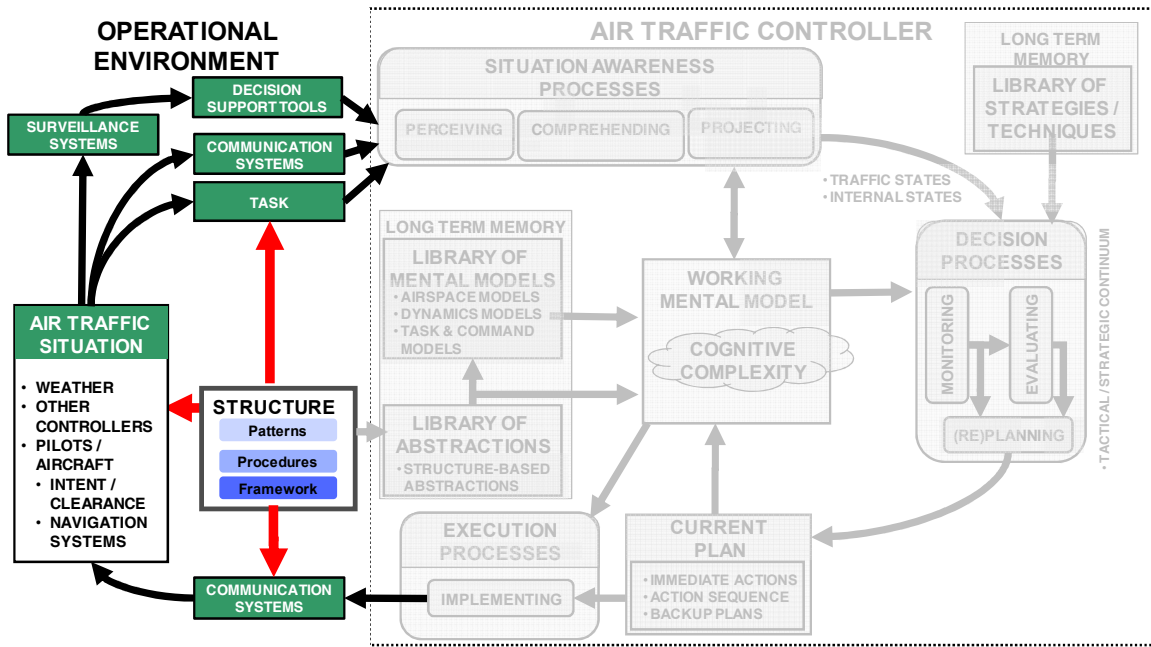 OPERATIONAL
ENVIRONMENT
DECISION
SUPPORT TOOLS
SURVEILLANCE
SYSTEMS
COMMUNICATION
SYSTEMS
TASK
AIR TRAFFIC
SITUATION
• WEATHER
• OTHER
CONTROLLERS
• PILOTS /
AIRCRAFT
• INTENT /
CLEARANCE
• NAVIGATION
SYSTEMS
STRUCTURE
Patterns
Procedures
Framework
COMMUNICATION
SYSTEMS
AIR TRAFFIC CONTROLLER
SITUATION AWARENESS
PROCESSES
PERCEIVING
COMPREHENDING
PROJECTING
LONG TERM
MEMORY
LIBRARY OF
STRATEGIES /
TECHNIQUES
• TRAFFIC STATES
• INTERNAL STATES
LONG TERM MEMORY
LIBRARY OF
MENTAL MODELS
• AIRSPACE MODELS
• DYNAMICS MODELS
• TASK & COMMAND
MODELS
LIBRARY OF
ABSTRACTIONS
• STRUCTURE-BASED
ABSTRACTIONS
WORKING
MENTAL MODEL
COGNITIVE
COMPLEXITY
DECISION
PROCESSES
MONITORING
EVALUATING
(RE)PLANNING
• TACTICAL / STRATEGIC CONTINUUM
EXECUTION
PROCESSES
IMPLEMENTING
CURRENT
PLAN
• IMMEDIATE ACTIONS
• ACTION SEQUENCE
• BACKUP PLANS